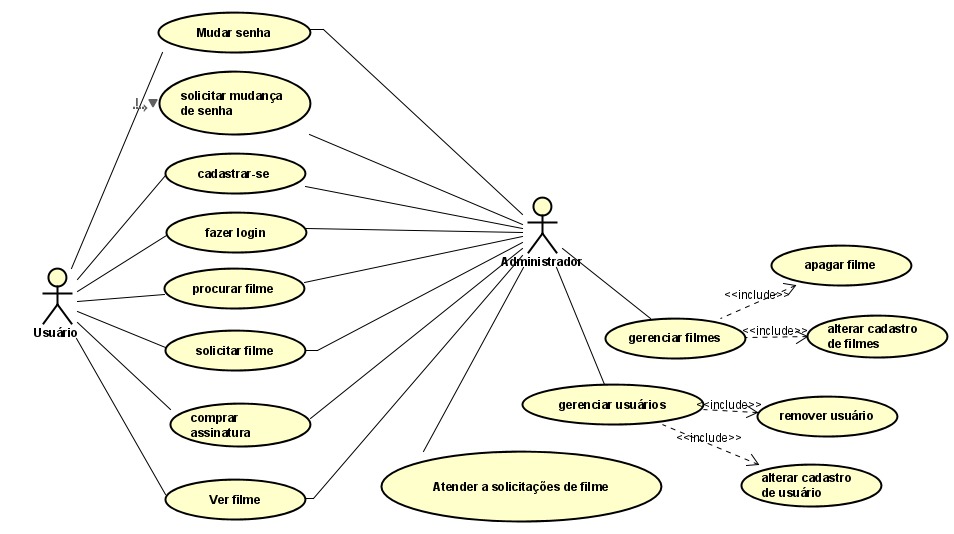 Mudar senha
solicitar mudança
de senha
cadastrar-se
fazer login
procurar filme
solicitar filme
comprar
assinatura
Ver filme
Usuário
Administrador
Atender a solicitações de filme
gerenciar filmes
<<include>>
apagar filme
<<include>>
alterar cadastro
de filmes
gerenciar usuários
<<include>>
remover usuário
<<include>>
alterar cadastro
de usuário